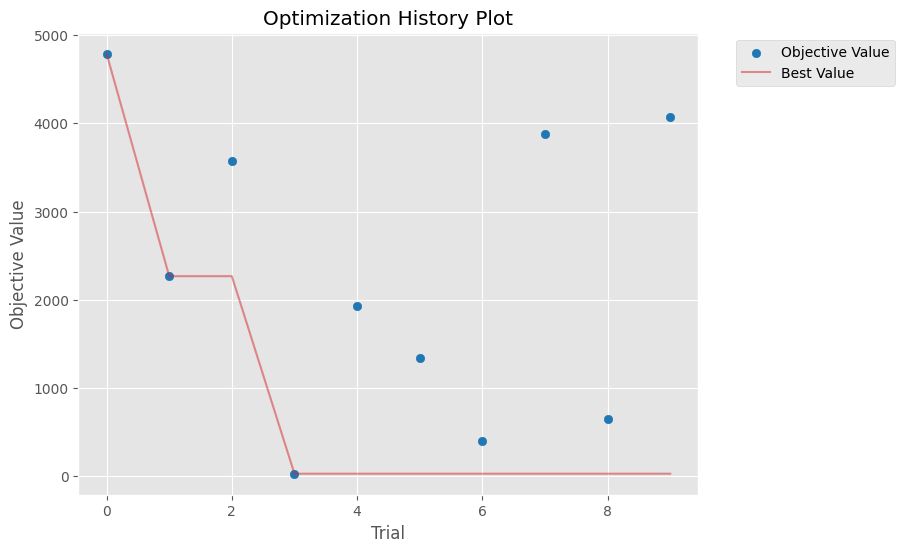 Optimization History Plot
Objective Value
Best Value
5000
4000
3000
2000
1000
0
Objective Value
0 2 4 6 8
Trial